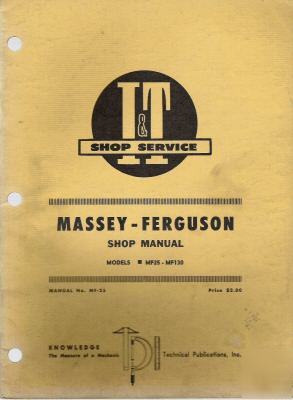 I&T
SHOP SERVICE
MASSEY-FERGUSON
SHOP MANUAL
MODELS ■ MF25 - MF130
MANUAL No. MF-25
Price $2.00
KNOWLEDGE
The Measure of a Mechanic
TPI
Technical Publications, Inc.